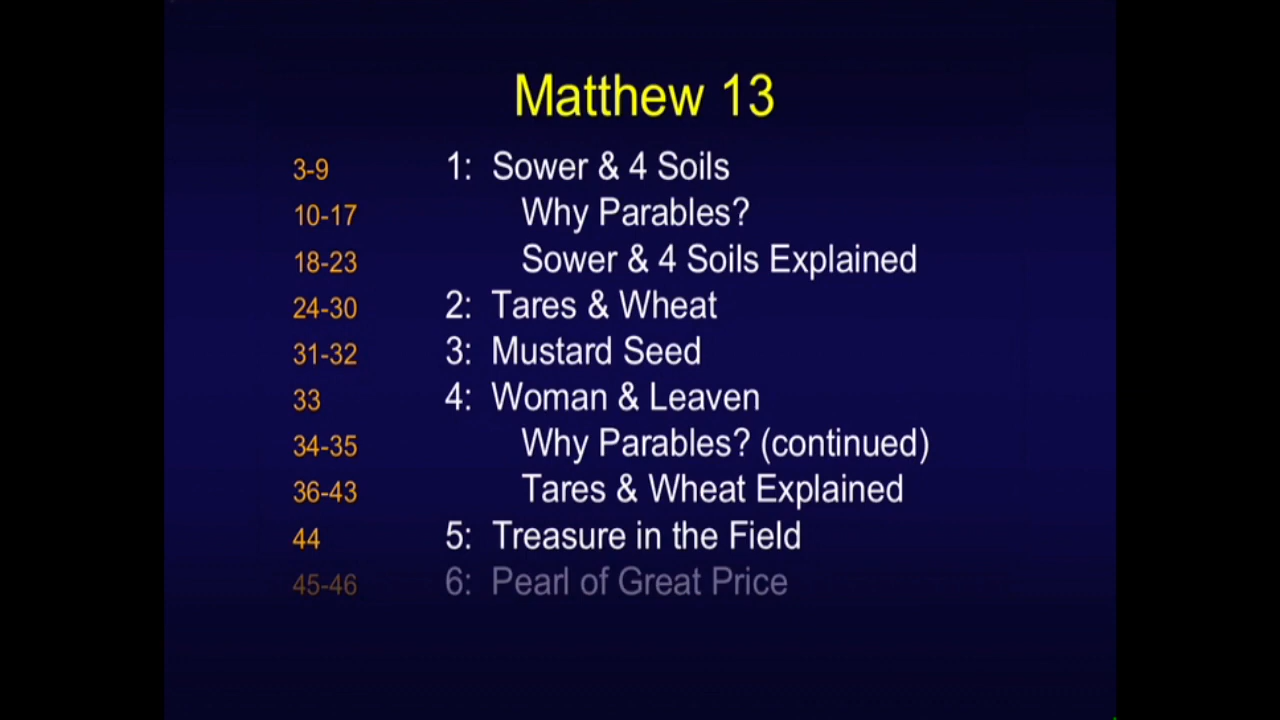 Matthew 13
3-9 1: Sower & 4 Soils
10-17 Why Parables?
18-23 Sower & 4 Soils Explained
24-30 2: Tares & Wheat
31-32 3: Mustard Seed
33 4: Woman & Leaven
34-35 Why Parables? (continued)
36-43 Tares & Wheat Explained
44 5: Treasure in the Field
45-46 6: Pearl of Great Price